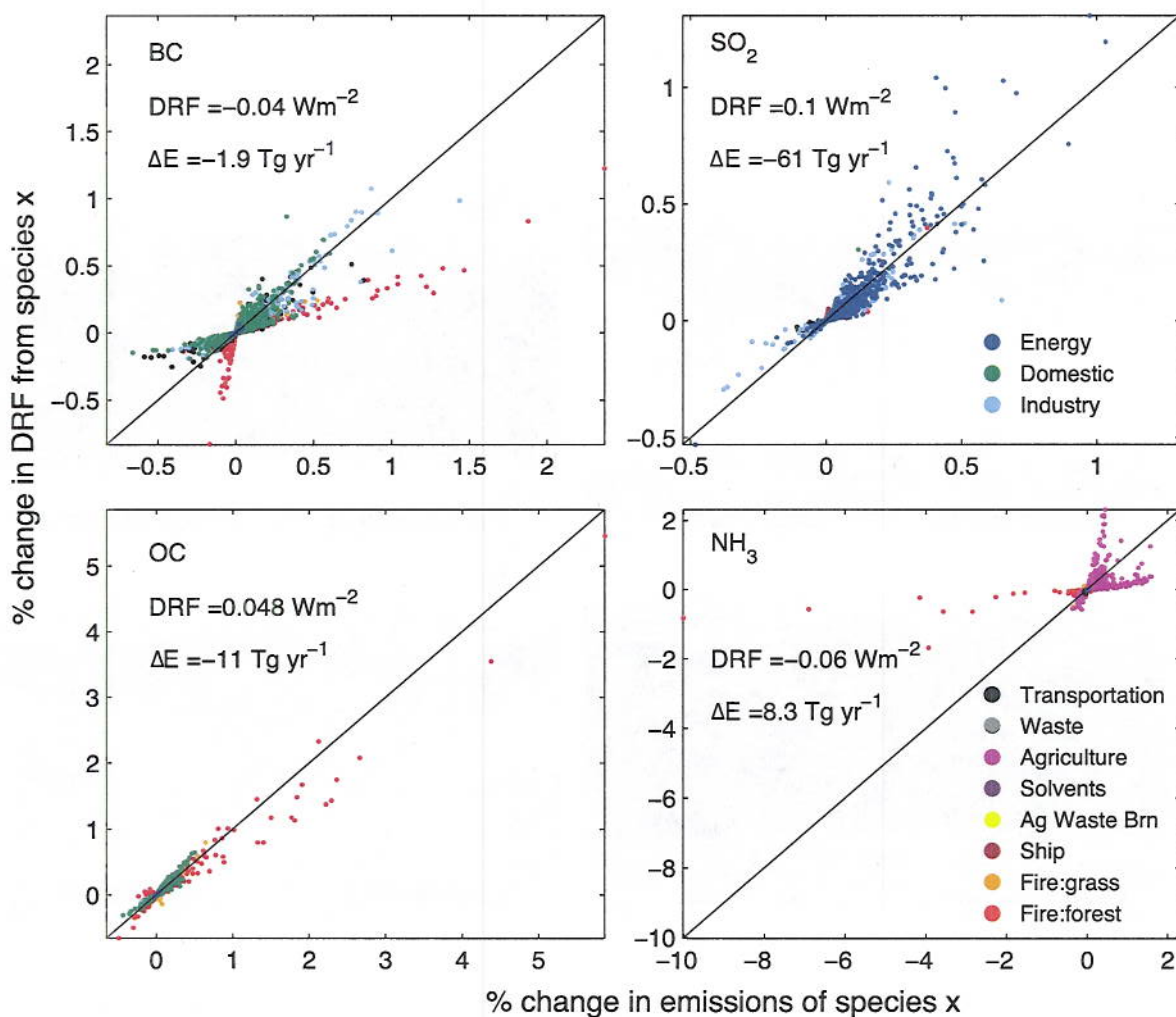 % change in DRF from species x
BC
DRF =−0.04 Wm−2
ΔE =−1.9 Tg yr−1
2
1.5
1
0.5
0
−0.5
−0.5 0 0.5 1 1.5 2
SO2
DRF =0.1 Wm−2
ΔE =−61 Tg yr−1
1
0.5
0
−0.5
−0.5 0 0.5 1
Energy
Domestic
Industry
OC
DRF =0.048 Wm−2
ΔE =−11 Tg yr−1
5
4
3
2
1
0
0 1 2 3 4 5
NH3
DRF =−0.06 Wm−2
ΔE =8.3 Tg yr−1
2
0
−2
−4
−6
−8
−10
−10 −8 −6 −4 −2 0 2
Transportation
Waste
Agriculture
Solvents
Ag Waste Brn
Ship
Fire:grass
Fire:forest
% change in emissions of species x